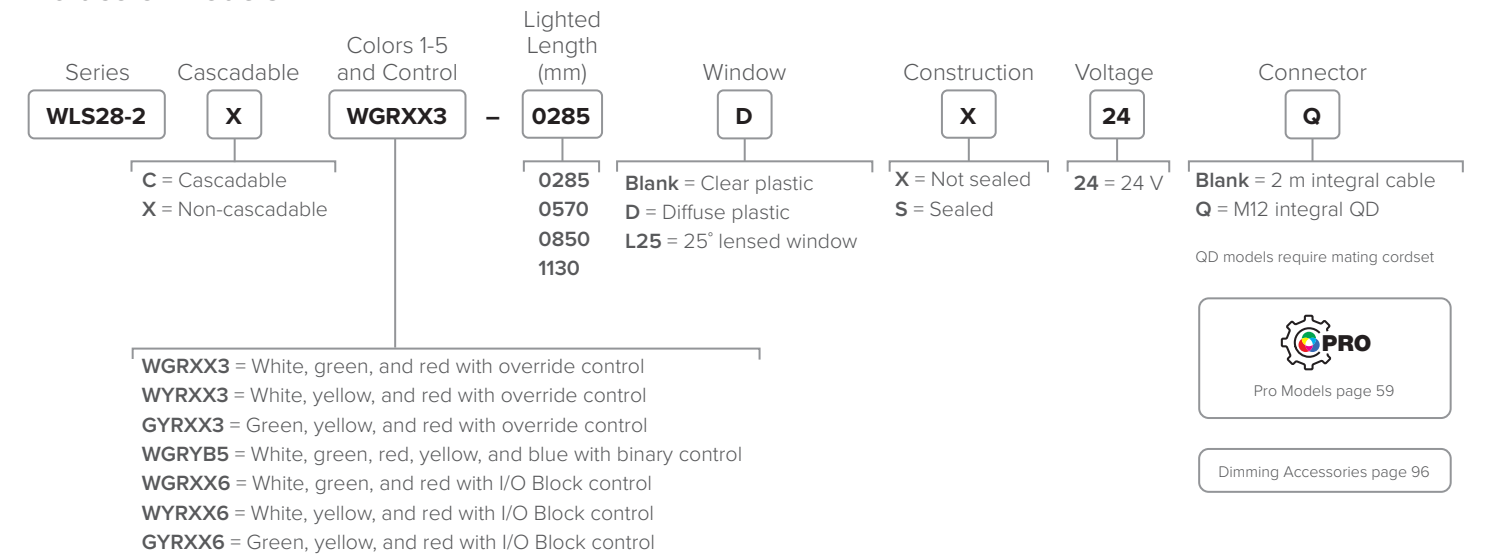 Series
Cascadable
Colors 1-5
and Control
Lighted
Length
(mm)
Window
Construction
Voltage
Connector
WLS28-2 X WGRXX3 – 0285 D X 24 Q
C = Cascadable
X = Non-cascadable
0285
0570
0850
1130
Blank = Clear plastic
D = Diffuse plastic
L25 = 25° lensed window
X = Not sealed
S = Sealed
24 = 24 V
Blank = 2 m integral cable
Q = M12 integral QD
QD models require mating cordset
PRO
Pro Models page 59
Dimming Accessories page 96
WGRXX3 = White, green, and red with override control
WYRXX3 = White, yellow, and red with override control
GYRXX3 = Green, yellow, and red with override control
WGRYB5 = White, green, red, yellow, and blue with binary control
WGRXX6 = White, green, and red with I/O Block control
WYRXX6 = White, yellow, and red with I/O Block control
GYRXX6 = Green, yellow, and red with I/O Block control